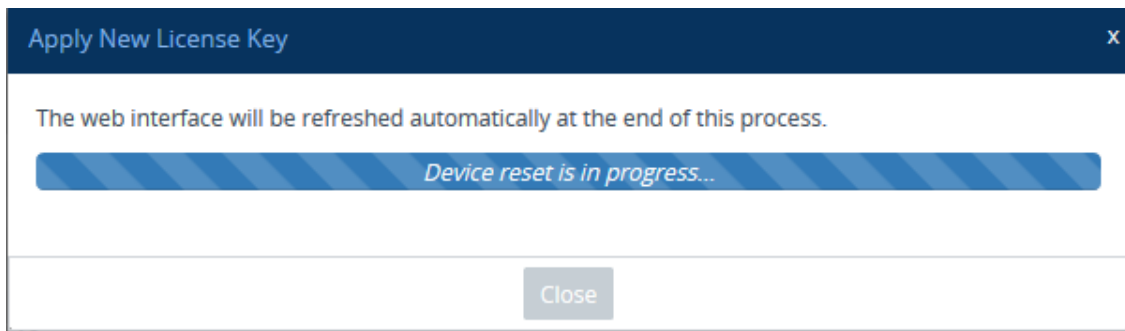 Apply New License Key
x
The web interface will be refreshed automatically at the end of this process.
Device reset is in progress...
Close